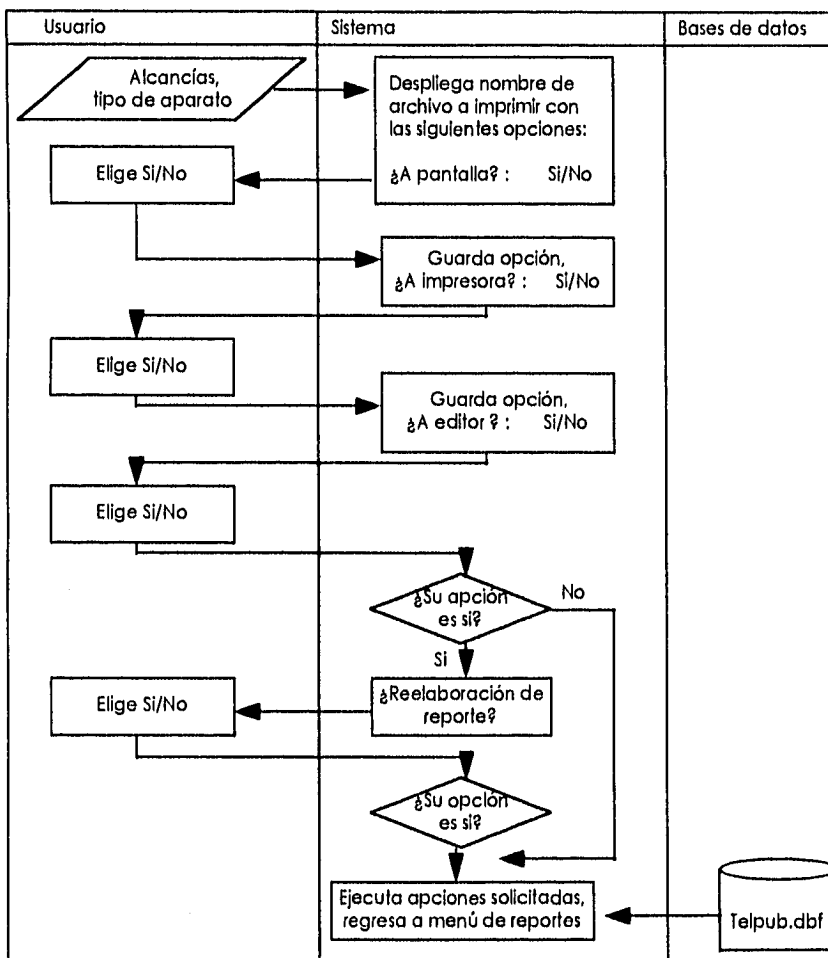 Usuario
Sistema
Bases de datos
Alcancías,
tipo de aparato
Despliega nombre de
archivo a imprimir con
las siguientes opciones:
¿A pantalla? : Si/No
Elige Si/No
Guarda opción,
¿A impresora? : Si/No
Elige Si/No
Guarda opción,
¿A editor ? : Si/No
Elige Si/No
¿Su apción
es si?
No
Si
¿Reelaboración de
reporte?
Elige Si/No
¿Su opción
es si?
Ejecuta apciones solicitadas,
regresa a menú de reportes
Telpub.dbf